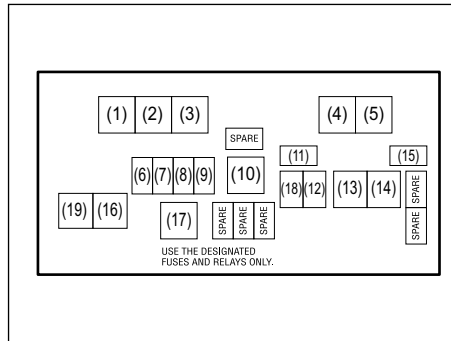 (1) (2) (3) (4) (5)
SPARE
(11) (15)
(6) (7) (8) (9) (10) (18) (12) (13) (14) SPARE
(19) (16) (17) SPARE SPARE SPARE SPARE
USE THE DESIGNATED
FUSES AND RELAYS ONLY.